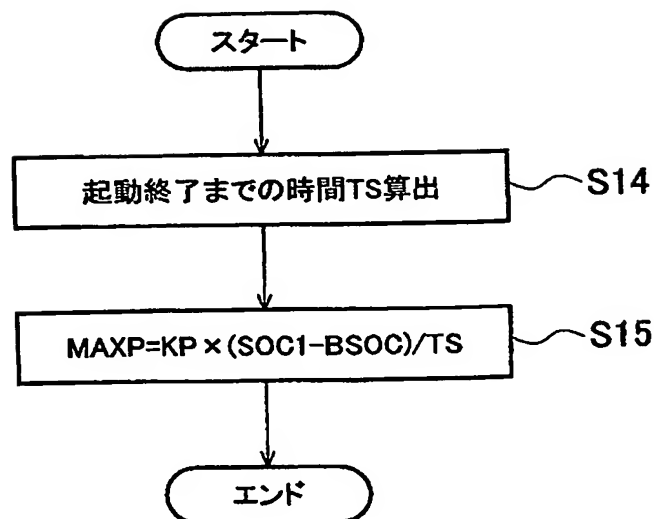 スタート
起動終了までの時間TS算出
S14
MAXP=KP×(SOC1-BSOC)/TS
S15
エンド